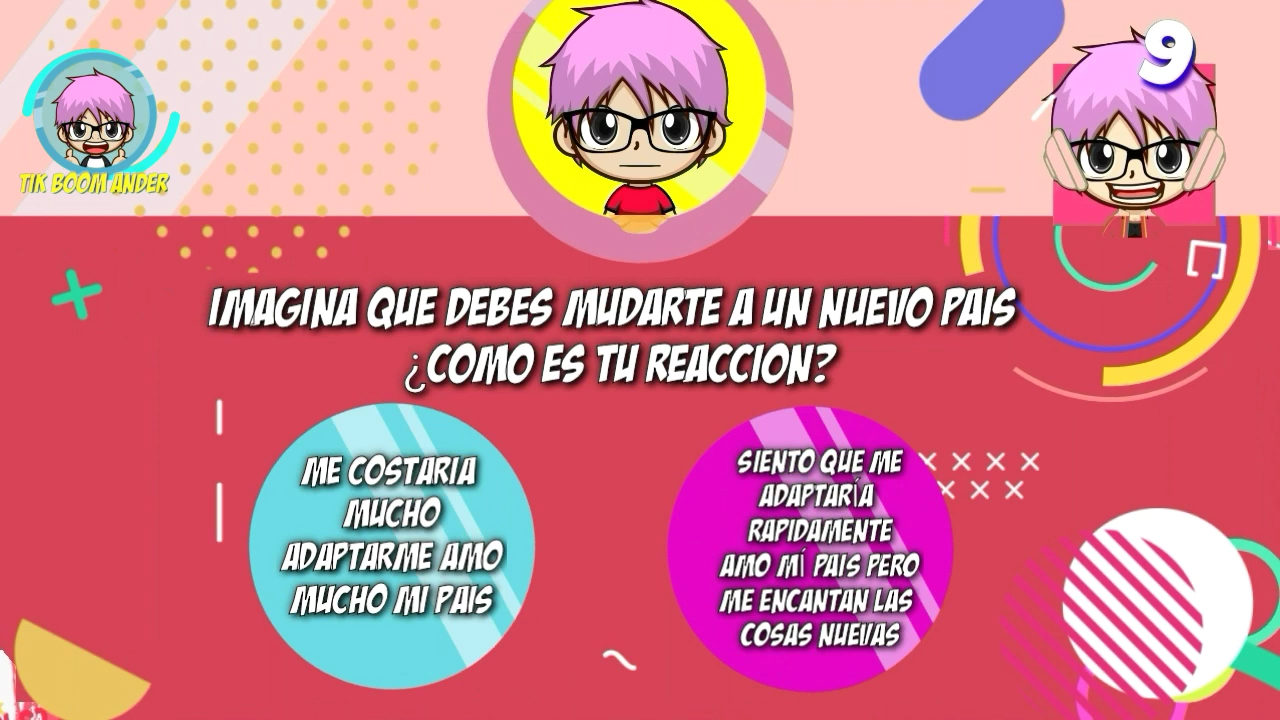 9
TIK BOOM ANDER
IMAGINA QUE DEBES MUDARTE A UN NUEVO PAIS
¿COMO ES TU REACCION?
ME COSTARIA
MUCHO
ADAPTARME AMO
MUCHO MI PAIS
SIENTO QUE ME
ADAPTARÍA
RAPIDAMENTE
AMO MÍ PAIS PERO
ME ENCANTAN LAS
COSAS NUEVAS